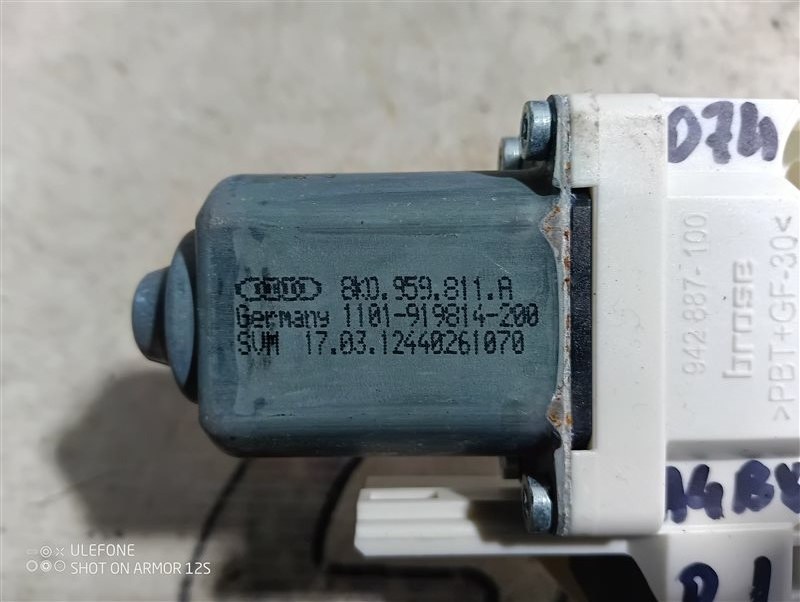 8K0.959.811.A
Germany 1101-919814-200
SVM 17.03.12440261070
942 887-100
brose
>PBT+GF-30<
ULEFONE
SHOT ON ARMOR 12S